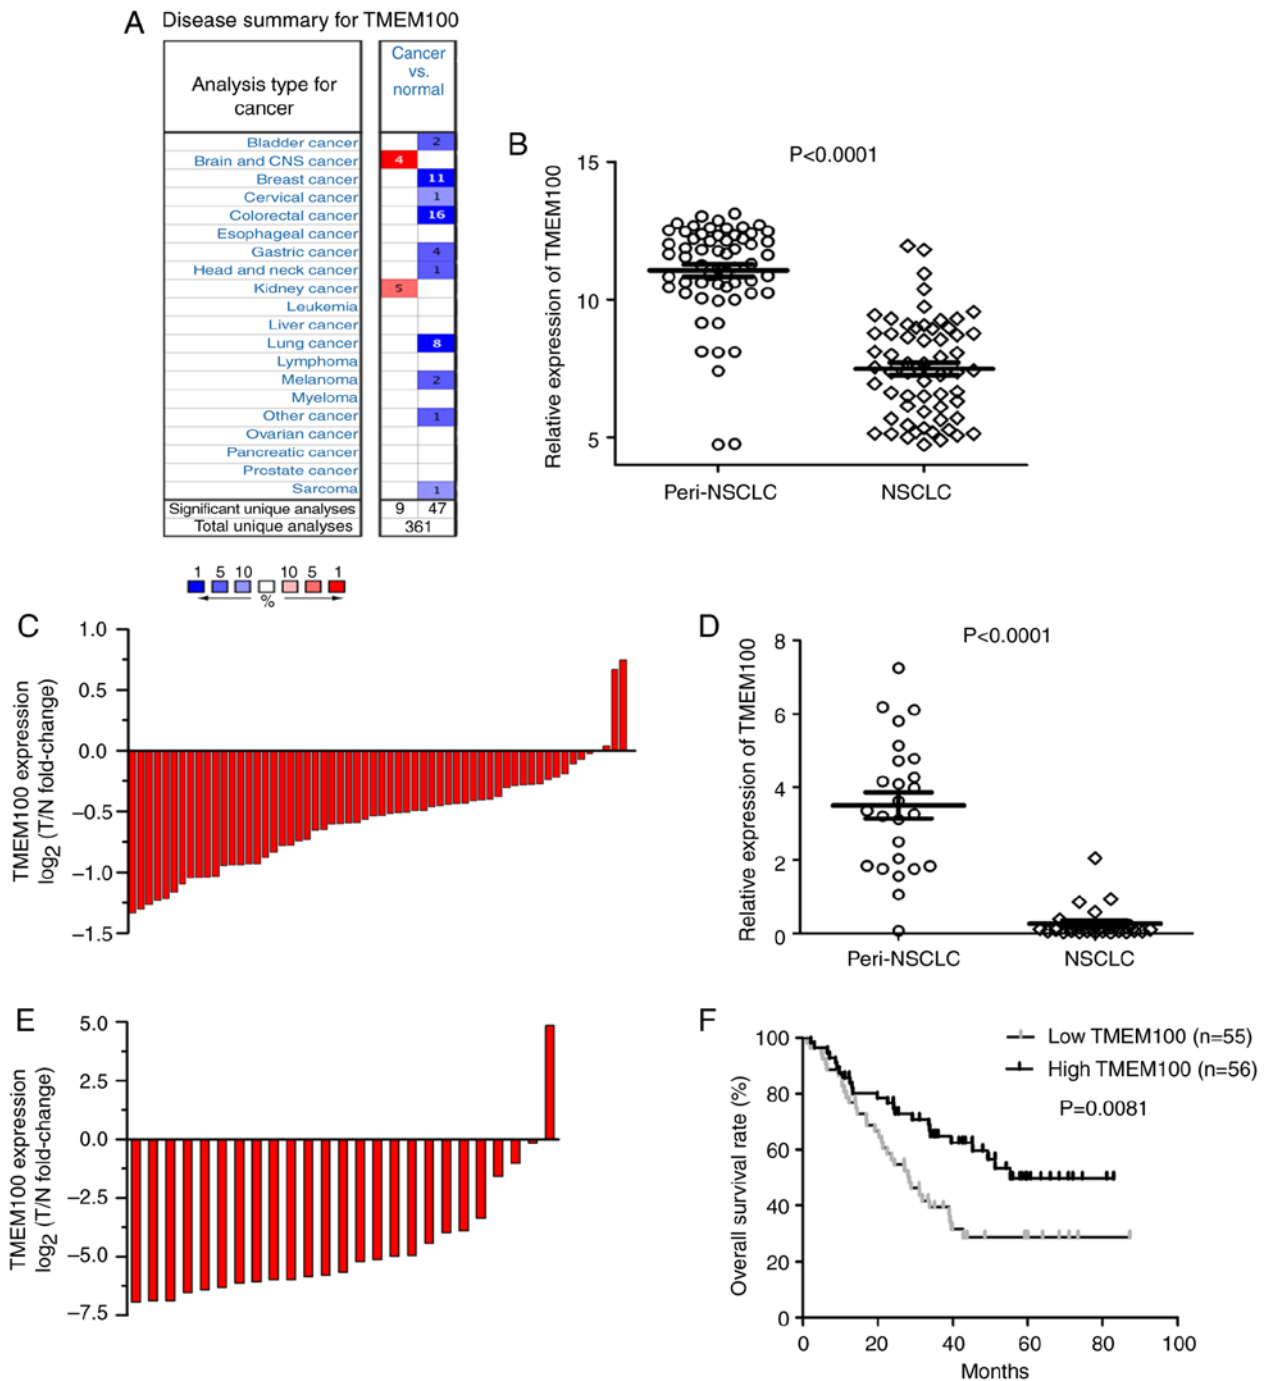 A Disease summary for TMEM100
Analysis type for
cancer
Cancer
vs.
normal
Bladder cancer 2
Brain and CNS cancer 4
Breast cancer 11
Cervical cancer 1
Colorectal cancer 16
Esophageal cancer
Gastric cancer 4
Head and neck cancer 1
Kidney cancer 5
Leukemia
Liver cancer
Lung cancer 8
Lymphoma
Melanoma 2
Myeloma
Other cancer 1
Ovarian cancer
Pancreatic cancer
Prostate cancer
Sarcoma 1
Significant unique analyses 9 47
Total unique analyses 361
1 5 10 10 5 1
%
B
P<0.0001
Relative expression of TMEM100
15
10
5
Peri-NSCLC NSCLC
C
TMEM100 expression
log2 (T/N fold-change)
1.0
0.5
0.0
−0.5
−1.0
−1.5
D
P<0.0001
Relative expression of TMEM100
8
6
4
2
0
Peri-NSCLC NSCLC
E
TMEM100 expression
log2 (T/N fold-change)
5.0
2.5
0.0
−2.5
−5.0
−7.5
F
Low TMEM100 (n=55)
High TMEM100 (n=56)
P=0.0081
Overall survival rate (%)
100
80
60
40
20
0
0 20 40 60 80 100
Months